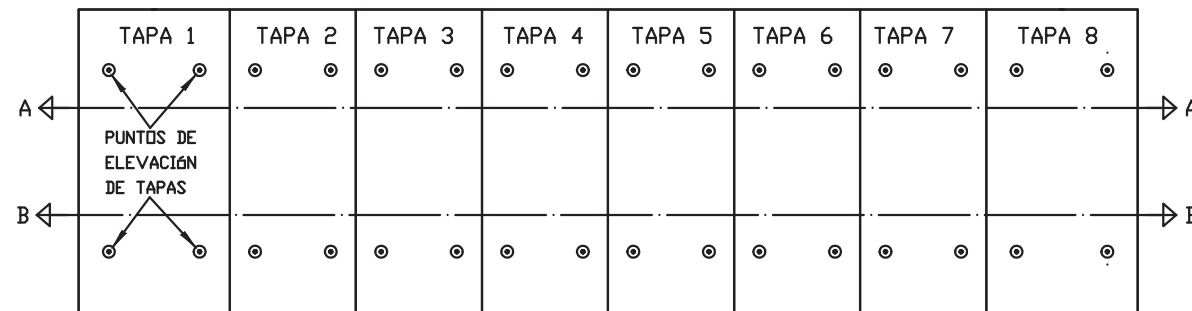 TAPA 1 TAPA 2 TAPA 3 TAPA 4 TAPA 5 TAPA 6 TAPA 7 TAPA 8
A A
PUNTOS DE
ELEVACIóN
DE TAPAS
B B